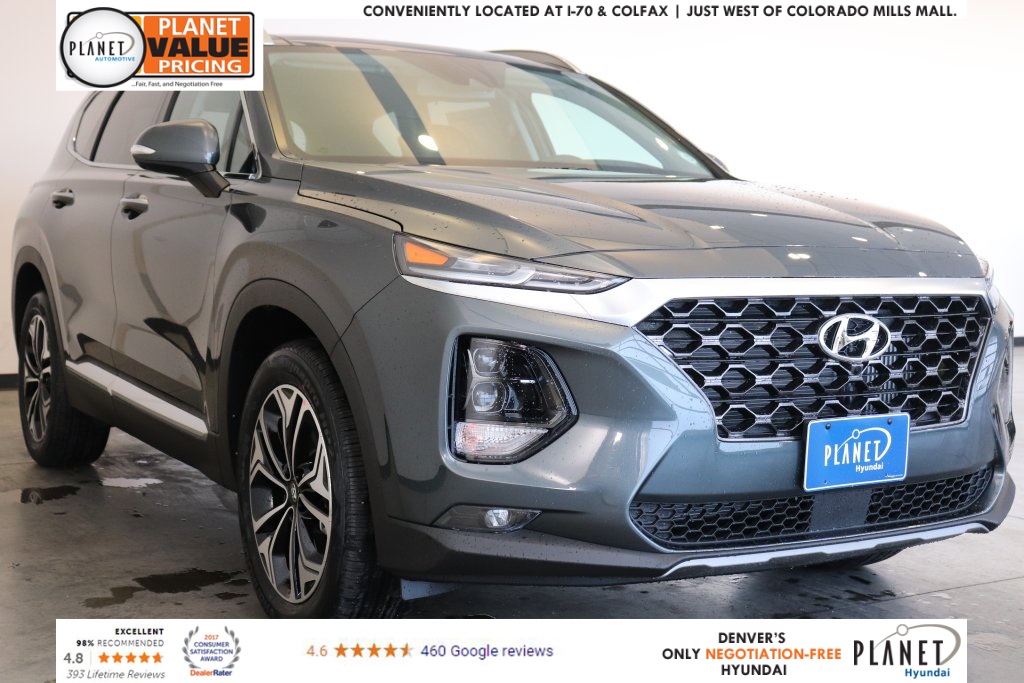 CONVENIENTLY LOCATED AT I-70 & COLFAX | JUST WEST OF COLORADO MILLS MALL.
PLANET
AUTOMOTIVE
PLANET
VALUE
PRICING
...Fair, Fast, and Negotiation Free
PLANET
Hyundai
EXCELLENT
98% RECOMMENDED
4.8
393 Lifetime Reviews
2017
CONSUMER
SATISFACTION
AWARD
DealerRater
4.6 460 Google reviews
DENVER'S
ONLY NEGOTIATION-FREE
HYUNDAI
PLANET
Hyundai